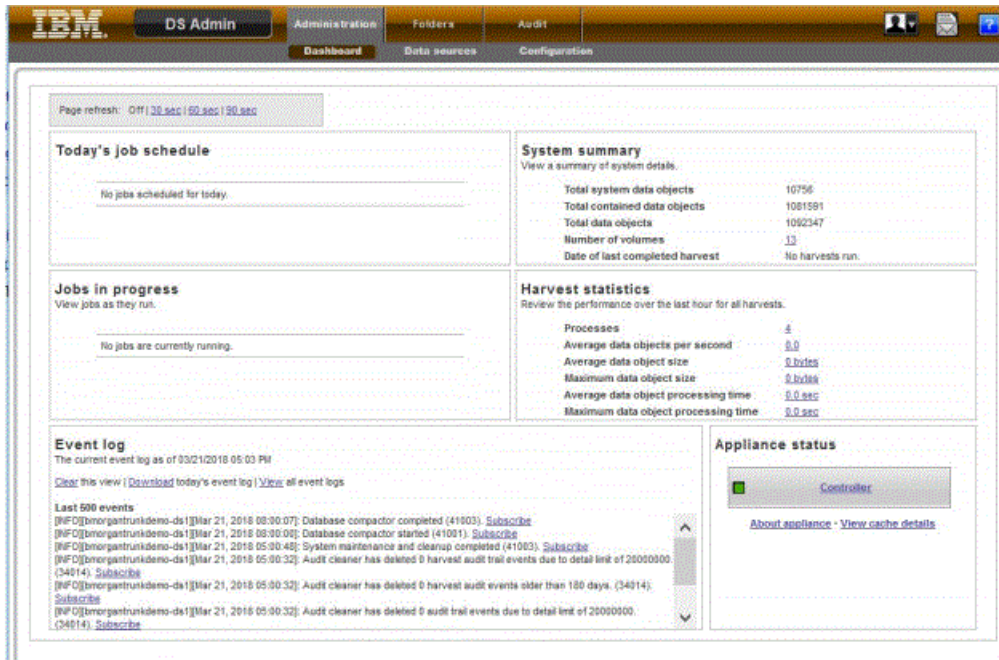 IBM.
DS Admin
Administration Folders Audit
Dashboard Data sources Configuration
Page refresh: Off | 30 sec | 60 sec | 90 sec
Today's job schedule
No jobs scheduled for today.
System summary
View a summary of system details.
Total system data objects 10756
Total contained data objects 1081591
Total data objects 1092347
Number of volumes 13
Date of last completed harvest No harvests run.
Jobs in progress
View jobs as they run.
No jobs are currently running.
Harvest statistics
Review the performance over the last hour for all harvests.
Processes 4
Average data objects per second 0.0
Average data object size 0 bytes
Maximum data object size 0 bytes
Average data object processing time 0.0 sec
Maximum data object processing time 0.0 sec
Event log
The current event log as of 03/21/2018 05:03 PM
Clear this view | Download today's event log | View all event logs
Last 500 events
[INFO][bmorgantrunkdemo-ds1][Mar 21, 2018 08:00:07]: Database compactor completed (41003). Subscribe
[INFO][bmorgantrunkdemo-ds1][Mar 21, 2018 08:00:00]: Database compactor started (41001). Subscribe
[INFO][bmorgantrunkdemo-ds1][Mar 21, 2018 05:00:48]: System maintenance and cleanup completed (41003). Subscribe
[INFO][bmorgantrunkdemo-ds1][Mar 21, 2018 05:00:32]: Audit cleaner has deleted 0 harvest audit trail events due to detail limit of 20000000.
(34014). Subscribe
[INFO][bmorgantrunkdemo-ds1][Mar 21, 2018 05:00:32]: Audit cleaner has deleted 0 harvest audit events older than 180 days. (34014).
Subscribe
[INFO][bmorgantrunkdemo-ds1][Mar 21, 2018 05:00:32]: Audit cleaner has deleted 0 audit trail events due to detail limit of 20000000.
(34014). Subscribe
Appliance status
Controller
About appliance - View cache details